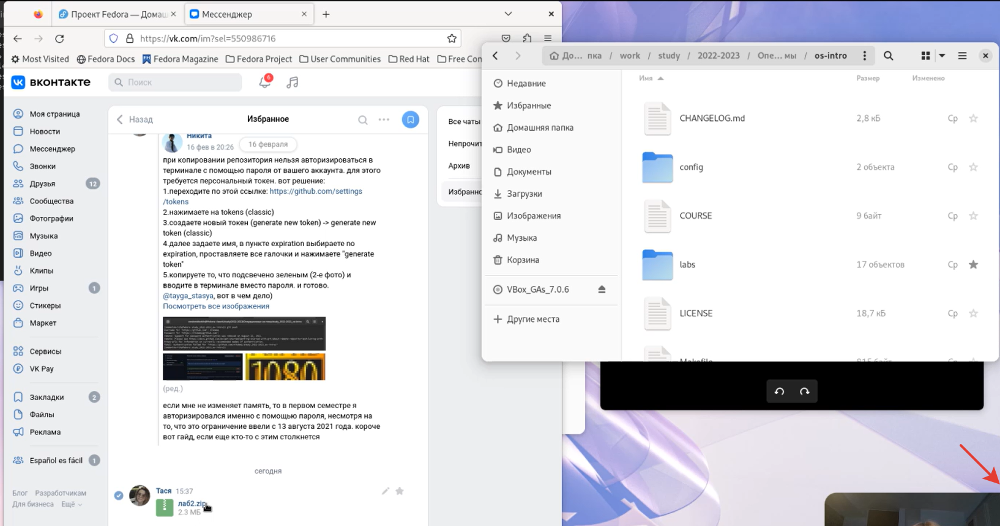 Проект Fedora — Домаш
Мессенджер
https://vk.com/im?sel=550986716
Most Visited
Fedora Docs
Fedora Magazine
Fedora Project
User Communities
Red Hat
Free Con
вконтакте
Поиск
6
Моя страница
Новости
Мессенджер
Звонки
Друзья
12
Сообщества
Фотографии
Музыка
Видео
Клипы
Игры
1
Стикеры
Маркет
Сервисы
VK Pay
Закладки
2
Файлы
Реклама
Español es fácil
1
Блог Разработчикам
Для бизнеса Ещё
Назад
Избранное
Никита
16 фев в 20:26
16 февраля
при копировании репозитория нельзя авторизироваться в
терминале с помощью пароля от вашего аккаунта. для этого
требуется персональный токен. вот решение:
1.переходите по этой ссылке: https://github.com/settings
/tokens
2.нажимаете на tokens (classic)
3.создаете новый токен (generate new token) -> generate new
token (classic)
4.далее задаете имя, в пункте expiration выбираете no
expiration, проставляете все галочки и нажимаете "generate
token"
5.копируете то, что подсвечено зеленым (2-е фото) и
вводите в терминале вместо пароля. и готово.
@tayga_stasya, вот в чем дело)
Посмотреть все изображения
1080
(ред.)
если мне не изменяет память, то в первом семестре я
авторизировался именно с помощью пароля, несмотря на
то, что это ограничение ввели с 13 августа 2021 года. короче
вот гайд, если еще кто-то с этим столкнется
сегодня
Тася 15:37
лаб2.zip
2.3 МБ
Все чаты
Непрочит
Архив
Избранно
До... пка / work / study / 2022-2023 / Опе... мы / os-intro
Недавние
Избранные
Домашняя папка
Видео
Документы
Загрузки
Изображения
Музыка
Корзина
VBox_GAs_7.0.6
Другие места
Имя Размер Изменено
CHANGELOG.md 2,8 кБ Ср
config 2 объекта Ср
COURSE 9 байт Ср
labs 17 объектов Ср
LICENSE 18,7 кБ Ср
Makefile